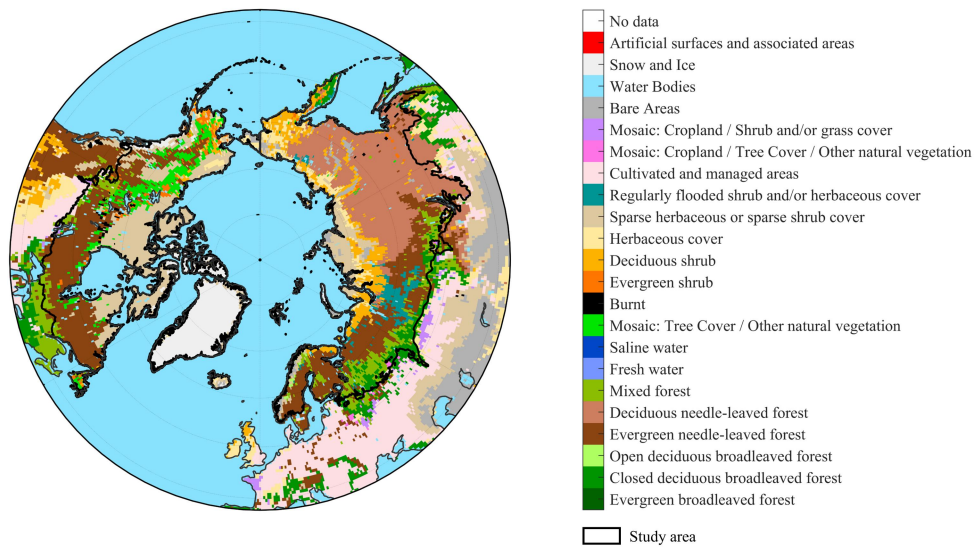 No data
Artificial surfaces and associated areas
Snow and Ice
Water Bodies
Bare Areas
Mosaic: Cropland / Shrub and/or grass cover
Mosaic: Cropland / Tree Cover / Other natural vegetation
Cultivated and managed areas
Regularly flooded shrub and/or herbaceous cover
Sparse herbaceous or sparse shrub cover
Herbaceous cover
Deciduous shrub
Evergreen shrub
Burnt
Mosaic: Tree Cover / Other natural vegetation
Saline water
Fresh water
Mixed forest
Deciduous needle-leaved forest
Evergreen needle-leaved forest
Open deciduous broadleaved forest
Closed deciduous broadleaved forest
Evergreen broadleaved forest
Study area